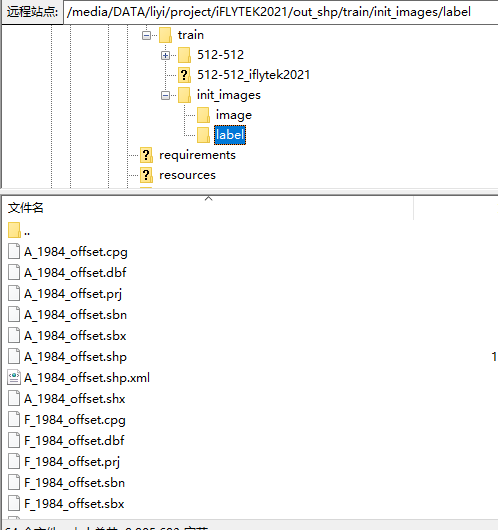 远程站点: /media/DATA/liyi/project/iFLYTEK2021/out_shp/train/init_images/label
train
512-512
512-512_iflytek2021
init_images
image
label
requirements
resources
文件名
..
A_1984_offset.cpg
A_1984_offset.dbf
A_1984_offset.prj
A_1984_offset.sbn
A_1984_offset.sbx
A_1984_offset.shp 1
A_1984_offset.shp.xml
A_1984_offset.shx
F_1984_offset.cpg
F_1984_offset.dbf
F_1984_offset.prj
F_1984_offset.sbn
F_1984_offset.sbx